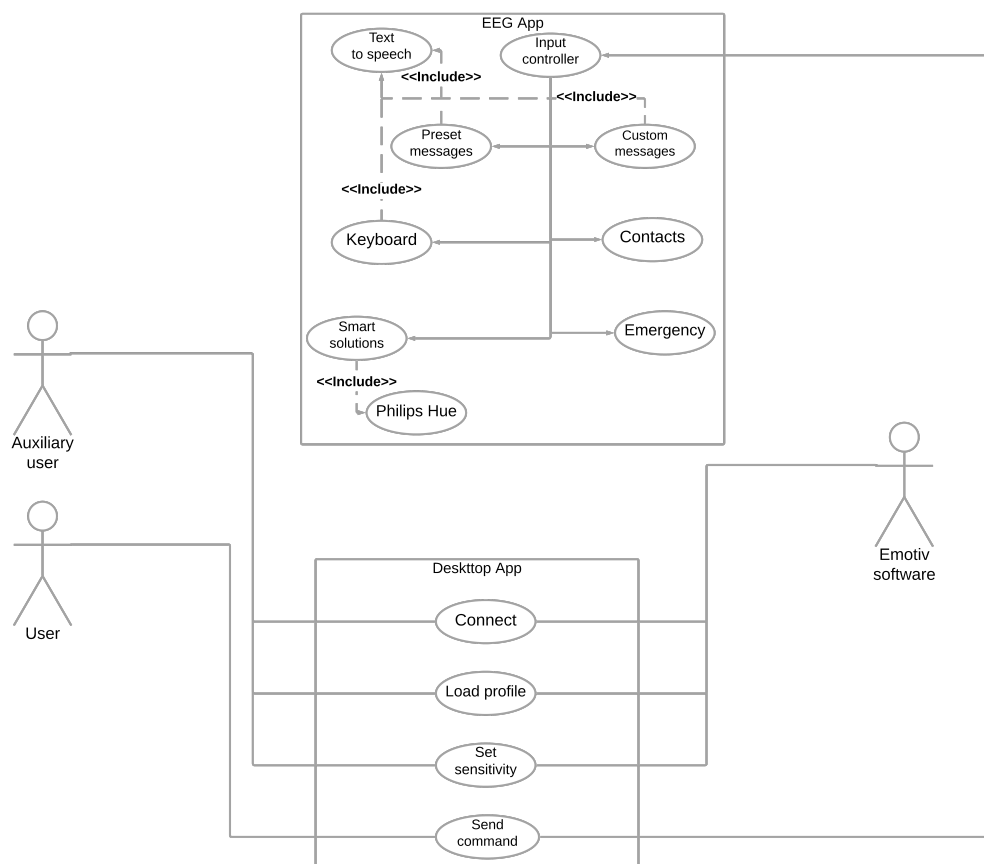 EEG App
Text
to speech
Input
controller
<<Include>>
<<Include>>
Preset
messages
Custom
messages
<<Include>>
Keyboard
Contacts
Smart
solutions
Emergency
<<Include>>
Philips Hue
Auxiliary
user
Emotiv
software
User
Deskttop App
Connect
Load profile
Set
sensitivity
Send
command